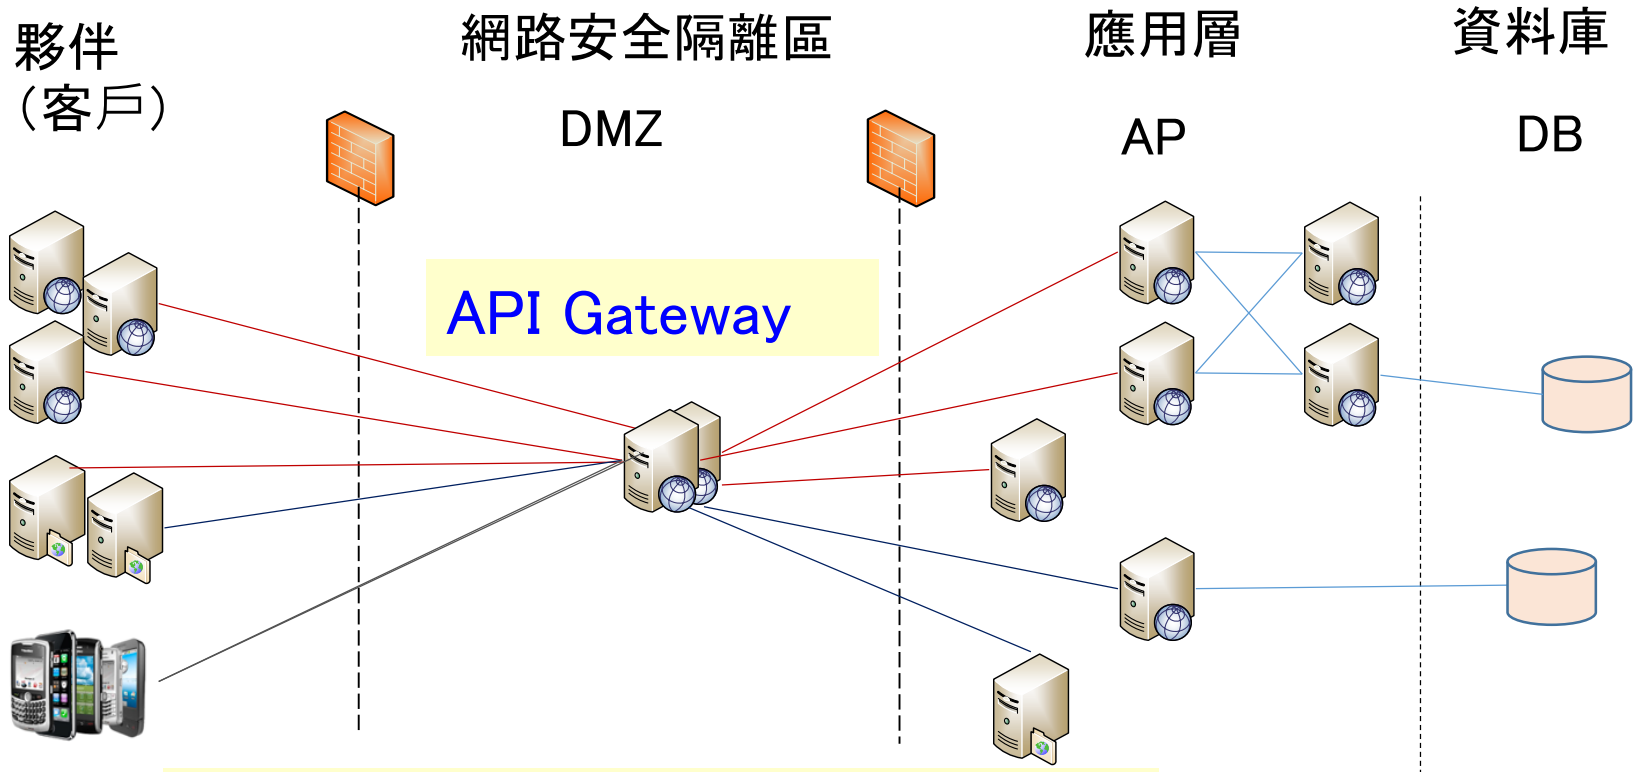 夥伴
（客戶）
網路安全隔離區
DMZ
應用層
AP
資料庫
DB
API Gateway